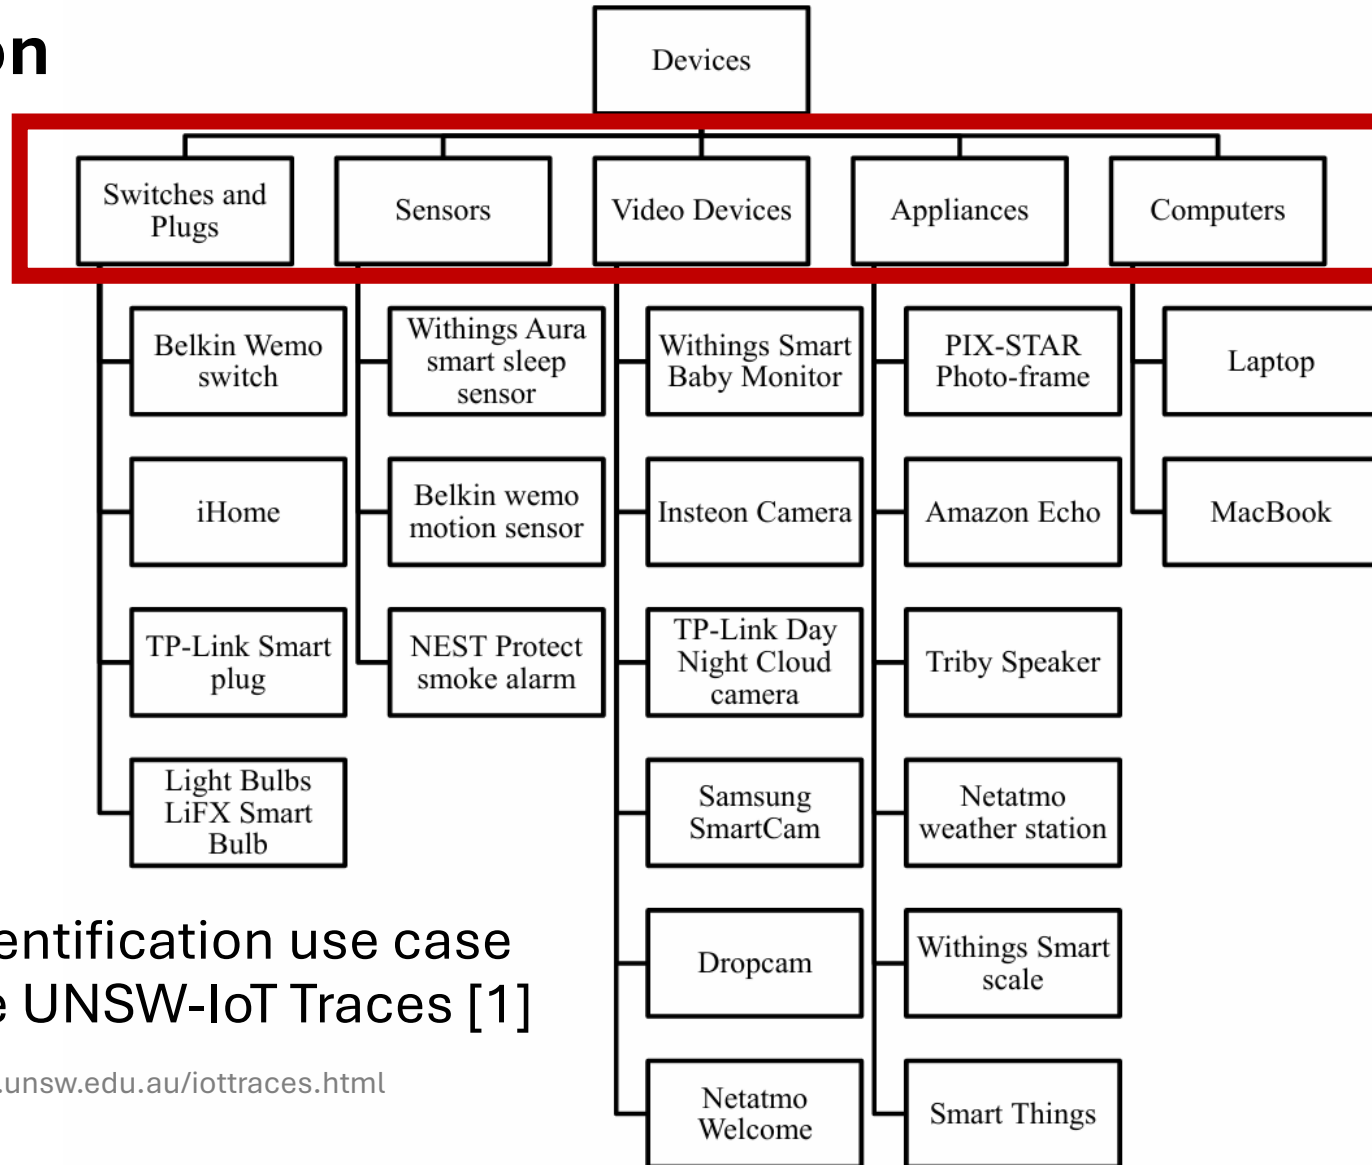 on
Devices
Switches and
Plugs
Sensors
Video Devices
Appliances
Computers
Belkin Wemo
switch
iHome
TP-Link Smart
plug
Light Bulbs
LiFX Smart
Bulb
Withings Aura
smart sleep
sensor
Belkin wemo
motion sensor
NEST Protect
smoke alarm
Withings Smart
Baby Monitor
Insteon Camera
TP-Link Day
Night Cloud
camera
Samsung
SmartCam
Dropcam
Netatmo
Welcome
PIX-STAR
Photo-frame
Amazon Echo
Triby Speaker
Netatmo
weather station
Withings Smart
scale
Smart Things
Laptop
MacBook
entification use case
e UNSW-IoT Traces [1]
.unsw.edu.au/iottraces.html